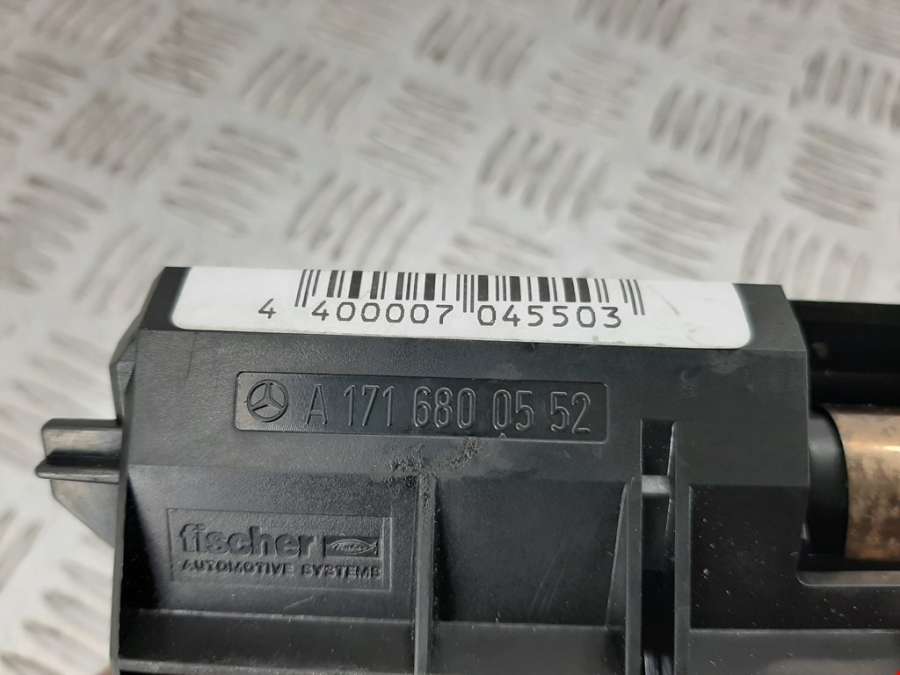 4 400007 045503
A 171 680 05 52
fischer
AUTOMOTIVE SYSTEMS